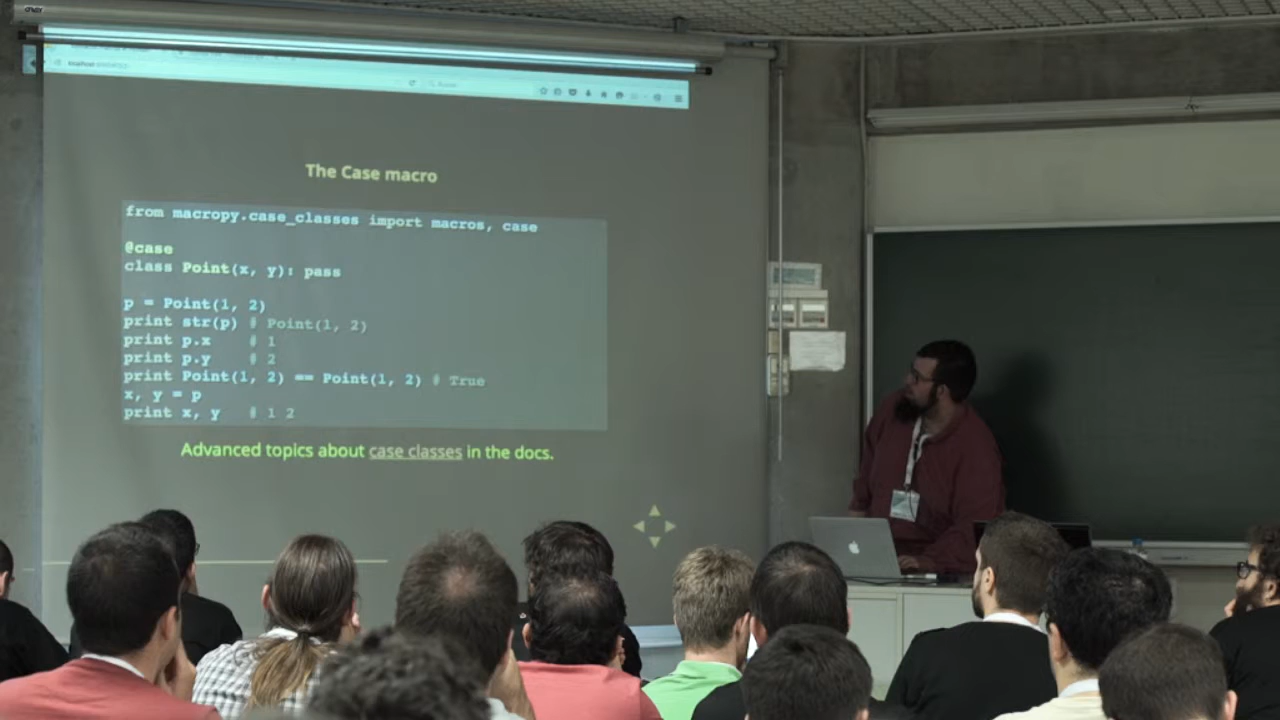 The Case macro
from macropy.case_classes import macros, case
@case
class Point(x, y): pass
p = Point(1, 2)
print str(p) # Point(1, 2)
print p.x # 1
print p.y # 2
print Point(1, 2) == Point(1, 2) # True
x, y = p
print x, y # 1 2
Advanced topics about case classes in the docs.